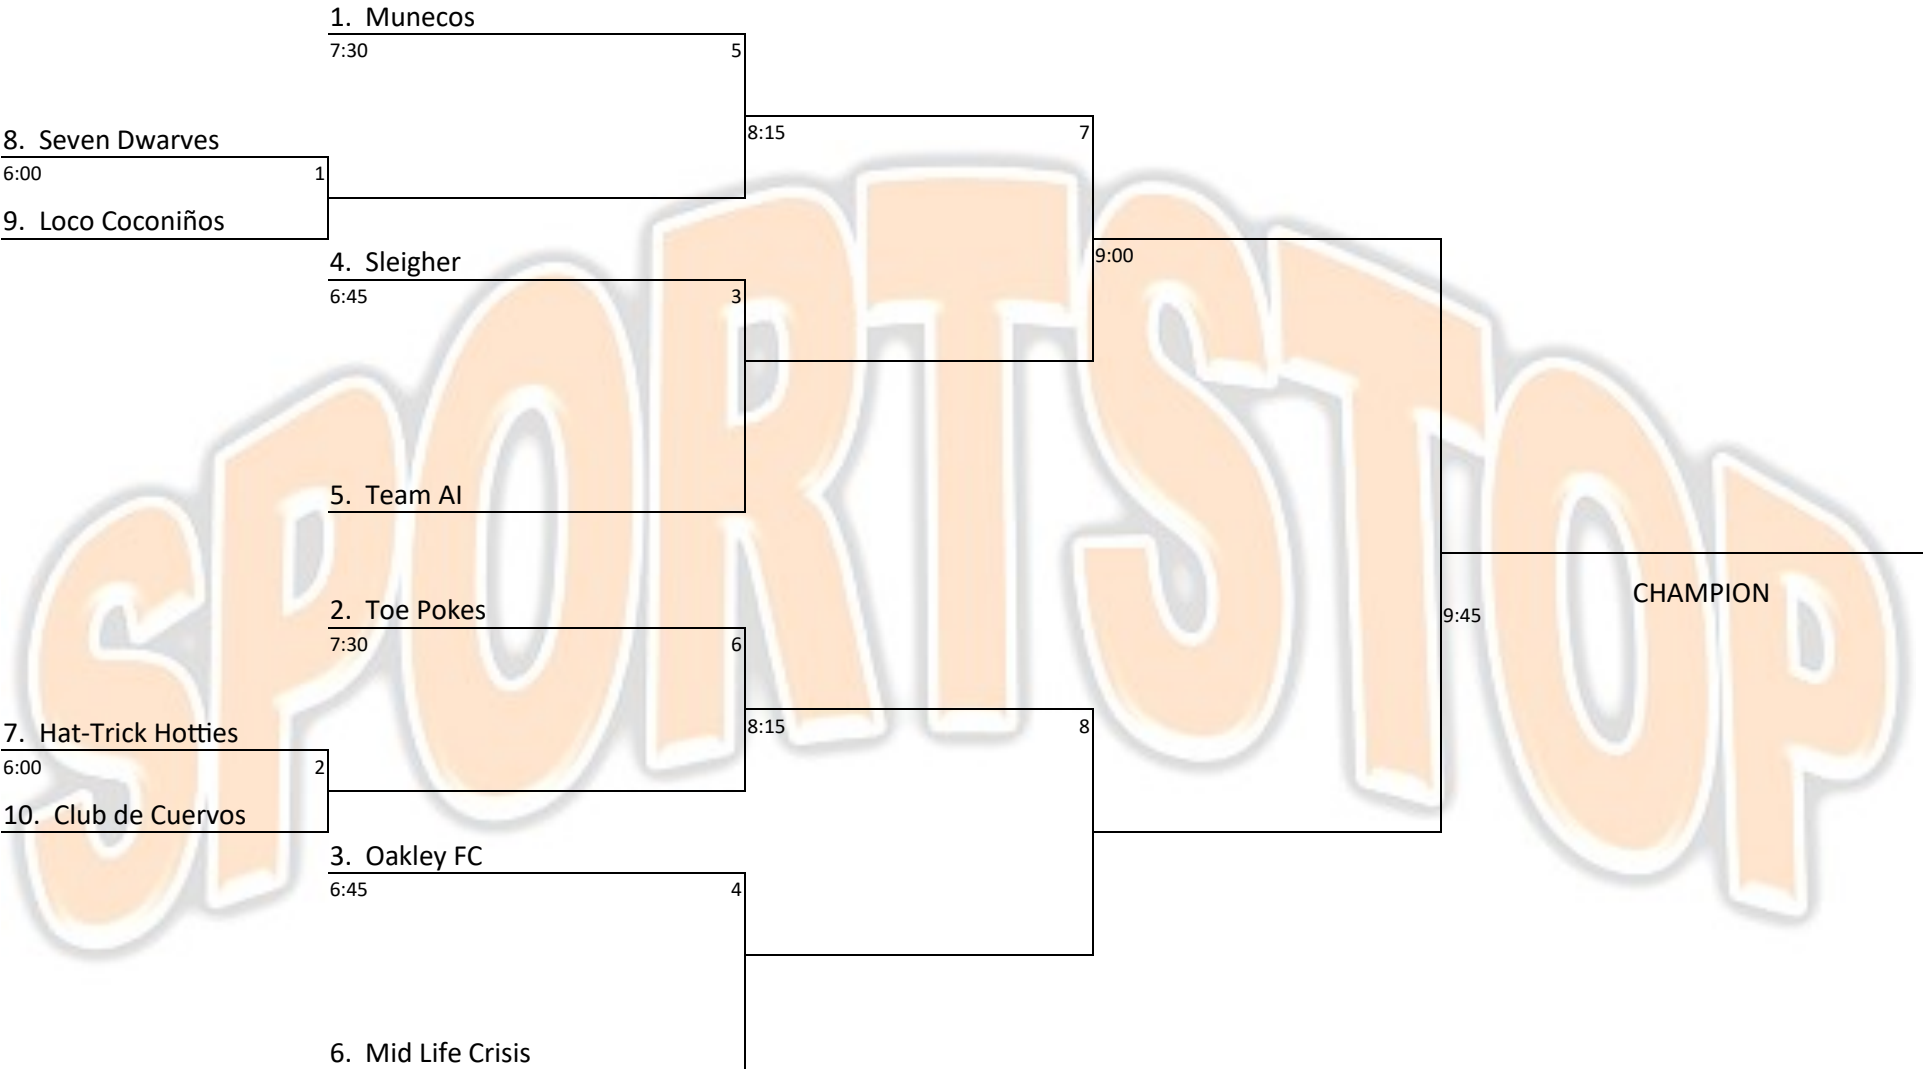 1. Munecos
7:30 5
8. Seven Dwarves
8:15 7
6:00 1
9. Loco Coconiños
4. Sleigher
9:00
6:45 3
5. Team AI
CHAMPION
2. Toe Pokes
9:45
7:30 6
7. Hat-Trick Hotties
8:15 8
6:00 2
10. Club de Cuervos
3. Oakley FC
6:45 4
6. Mid Life Crisis
SPORTSTOP